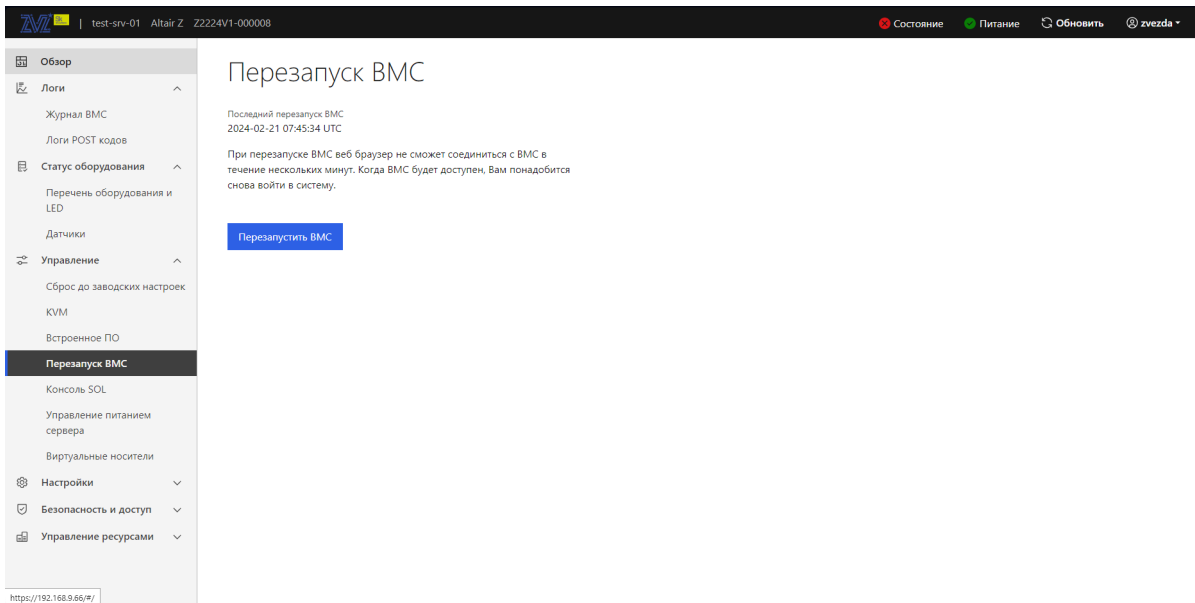 ZVZ | test-srv-01 Altair Z Z2224V1-000008 Состояние Питание Обновить zvezda
Обзор
Логи
Журнал BMC
Логи POST кодов
Статус оборудования
Перечень оборудования и
LED
Датчики
Управление
Сброс до заводских настроек
KVM
Встроенное ПО
Перезапуск BMC
Консоль SOL
Управление питанием
сервера
Виртуальные носители
Настройки
Безопасность и доступ
Управление ресурсами
https://192.168.9.66/#/
Перезапуск BMC
Последний перезапуск BMC
2024-02-21 07:45:34 UTC
При перезапуске BMC веб браузер не сможет соединиться с BMC в
течение нескольких минут. Когда BMC будет доступен, Вам понадобится
снова войти в систему.
Перезапустить BMC